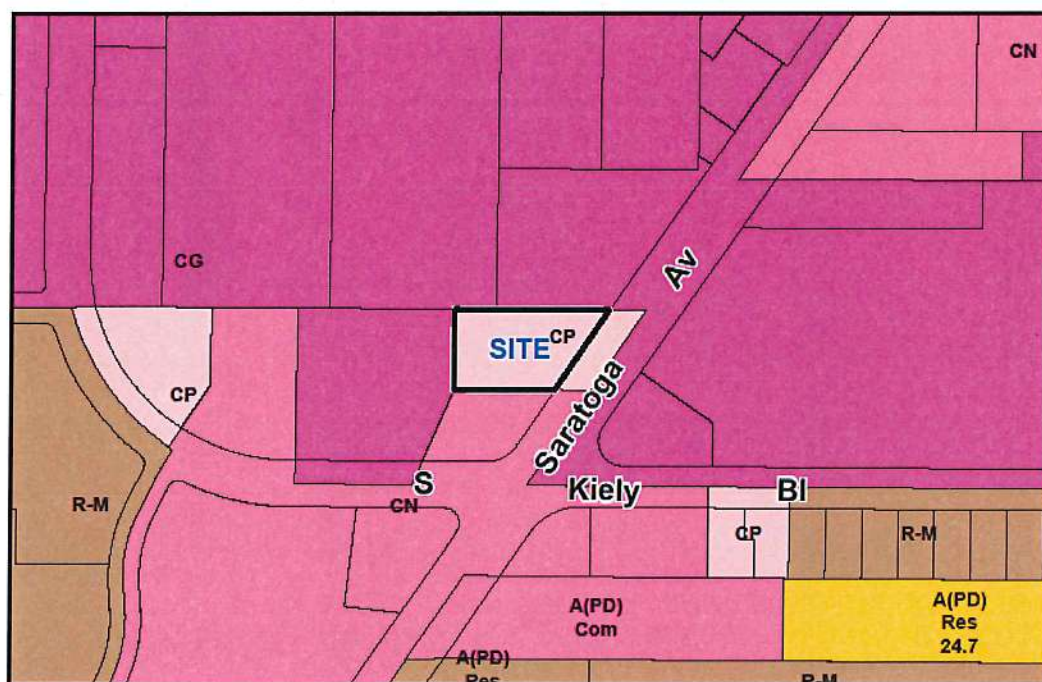 CN
CG
Av
SITE
CP
CP
Saratoga
S Kiely Bl
R-M
CN
CP
R-M
A(PD)
Com
A(PD)
Res
24.7
A(PD)
Res
R-M